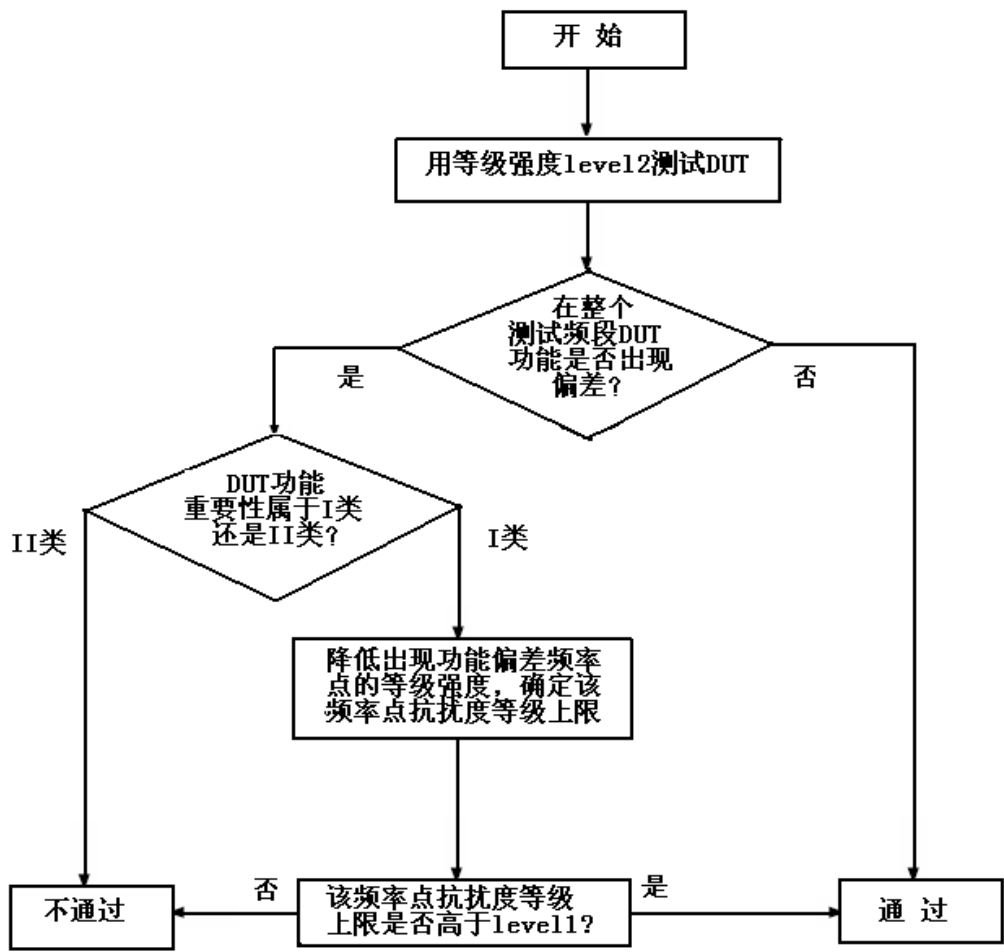 开 始
用等级强度level2测试DUT
在整个
测试频段DUT
功能是否出现
偏差?
是
否
DUT功能
重要性属于I类
还是II类?
II类
I类
降低出现功能偏差频率
点的等级强度，确定该
频率点抗扰度等级上限
不通过
否
该频率点抗扰度等级
上限是否高于level1?
是
通 过